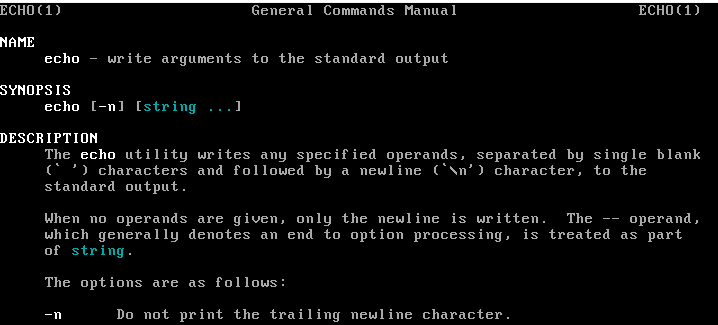 ECHO(1) General Commands Manual ECHO(1)
NAME
echo – write arguments to the standard output
SYNOPSIS
echo [-n] [string ...]
DESCRIPTION
The echo utility writes any specified operands, separated by single blank
(` ') characters and followed by a newline (`\n') character, to the
standard output.
When no operands are given, only the newline is written. The -- operand,
which generally denotes an end to option processing, is treated as part
of string.
The options are as follows:
-n Do not print the trailing newline character.